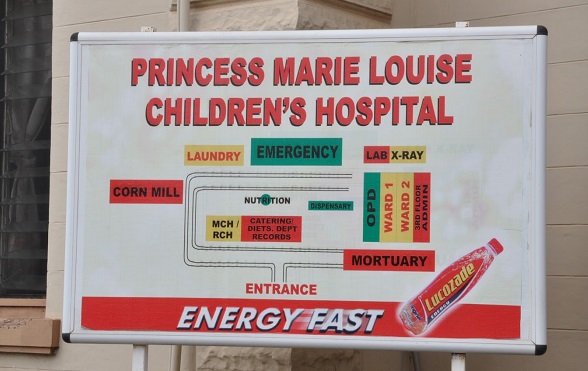 PRINCESS MARIE LOUISE
CHILDREN'S HOSPITAL
LAUNDRY
EMERGENCY
LAB X-RAY
CORN MILL
NUTRITION
DISPENSARY
OPD
WARD 1
WARD 2
3RD FLOOR
ADMIN
MCH /
RCH
CATERING/
DIETS. DEPT
RECORDS
MORTUARY
ENTRANCE
ENERGY FAST
Lucozade
ENERGY